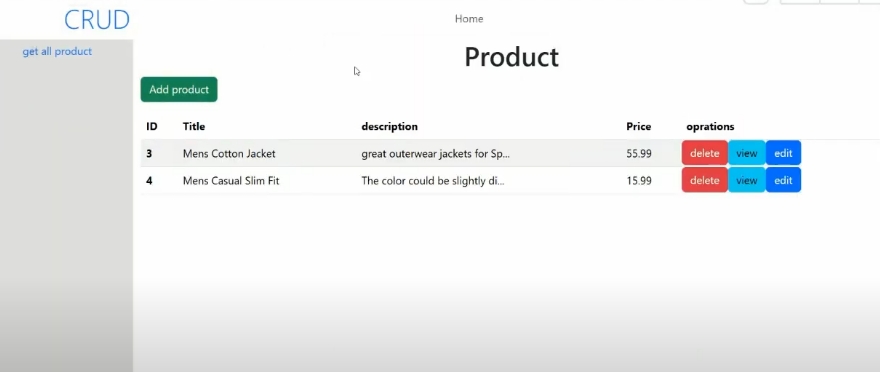 CRUD
Home
get all product
Product
Add product
ID Title description Price oprations
3 Mens Cotton Jacket great outerwear jackets for Sp... 55.99 delete view edit
4 Mens Casual Slim Fit The color could be slightly di... 15.99 delete view edit